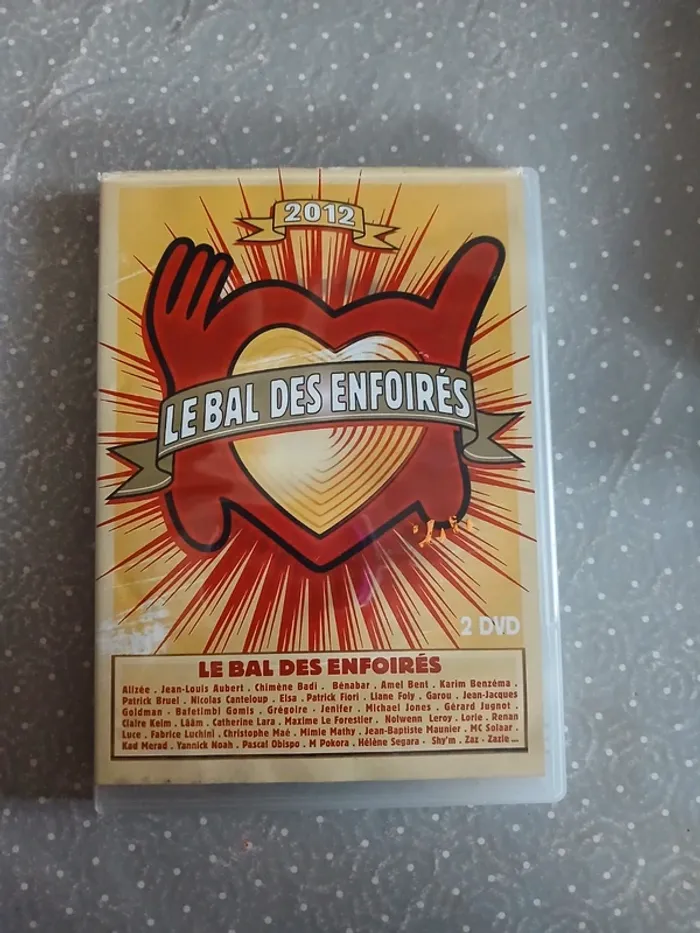 2012
LE BAL DES ENFOIRÉS
2 DVD
LE BAL DES ENFOIRÉS
Alizée . Jean-Louis Aubert . Chimène Badi . Bénabar . Amel Bent . Karim Benzéma .
Patrick Bruel . Nicolas Canteloup . Elsa . Patrick Fiori . Liane Foly . Garou . Jean-Jacques
Goldman - Bafetimbi Gomis . Grégoire - Jenifer . Michael Jones . Gérard Jugnot .
Claire Keim . Lââm . Catherine Lara . Maxime Le Forestier . Nolwenn Leroy . Lorie . Renan
Luce . Fabrice Luchini . Christophe Maé . Mimie Mathy . Jean-Baptiste Maunier . MC Solaar .
Kad Merad . Yannick Noah . Pascal Obispo . M Pokora . Hélène Segara - Shy'm . Zaz - Zazie ...